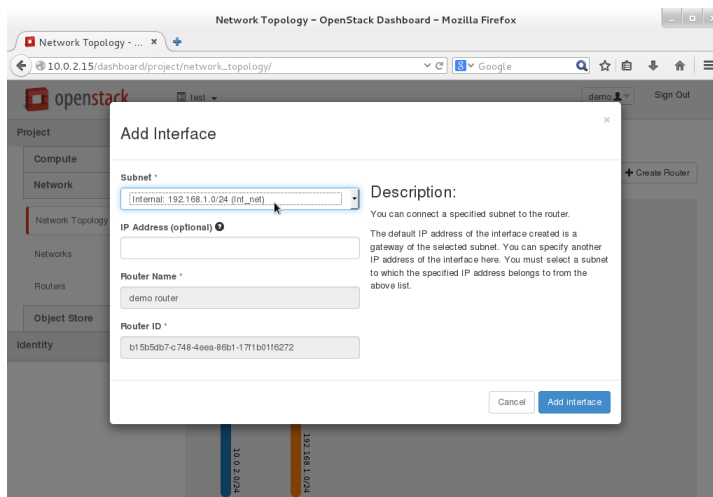 Network Topology - OpenStack Dashboard - Mozilla Firefox
Network Topology - ...
10.0.2.15/dashboard/project/network_topology/
Google
openstack
test
demo
Sign Out
Project
Compute
Network
Network Topology
Networks
Routers
Object Store
Identity
Create Router
Add Interface
×
Subnet *
Internal: 192.168.1.0/24 (int_net)
IP Address (optional)
Router Name *
demo router
Router ID *
b15b5db7-c748-4eea-86b1-17f1b01f6272
Description:
You can connect a specified subnet to the router.
The default IP address of the interface created is a
gateway of the selected subnet. You can specify another
IP address of the interface here. You must select a subnet
to which the specified IP address belongs to from the
above list.
Cancel
Add interface
10.0.2.0/24
192.168.1.0/24